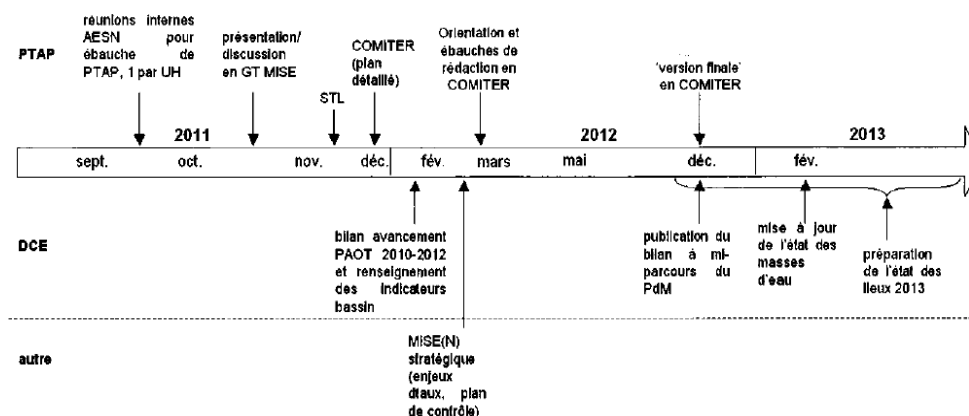 PTAP
réunions internes
AESN pour
ébauche de
PTAP, 1 par UH
présentation/
discussion
en GT MISE
STL
COMITER
(plan
détaillé)
Orientation et
ébauches de
rédaction en
COMITER
'version finale'
en COMITER
2011
2012
2013
sept.
oct.
nov.
déc.
fév.
mars
mai
déc.
fév.
DCE
bilan avancement
PAOT 2010-2012
et renseignement
des indicateurs
bassin
publication du
bilan à mi-
parcours du
PdM
mise à jour
de l'état des
masses
d'eau
préparation
de l'état des
lieux 2013
autre
MISE(N)
stratégique
(enjeux
dtaux, plan
de contrôle)